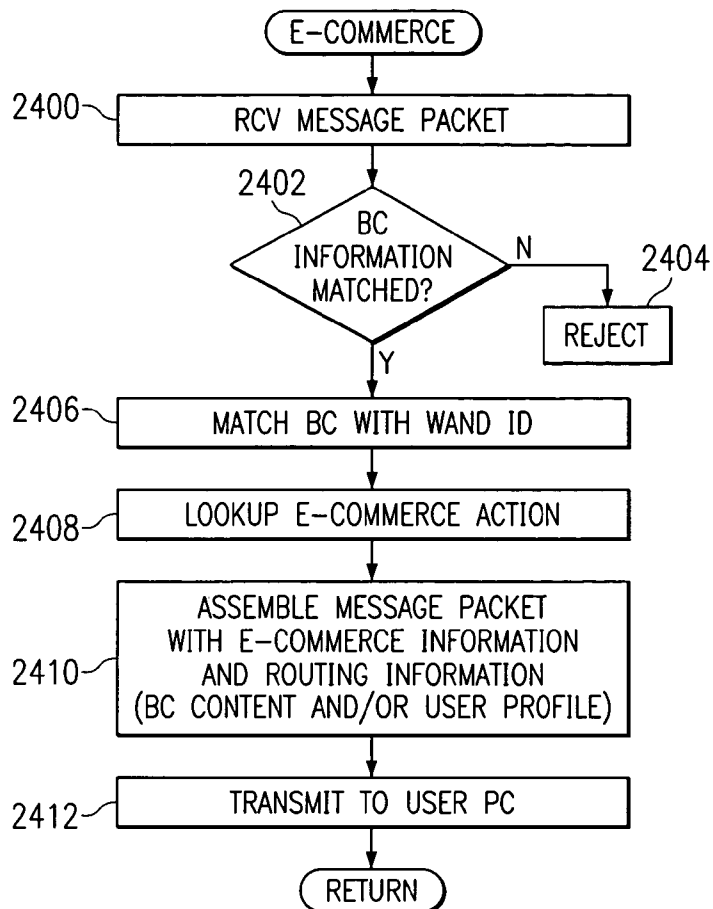 E-COMMERCE
2400
RCV MESSAGE PACKET
2402
BC
INFORMATION
MATCHED?
N
2404
REJECT
Y
2406
MATCH BC WITH WAND ID
2408
LOOKUP E-COMMERCE ACTION
2410
ASSEMBLE MESSAGE PACKET
WITH E-COMMERCE INFORMATION
AND ROUTING INFORMATION
(BC CONTENT AND/OR USER PROFILE)
2412
TRANSMIT TO USER PC
RETURN